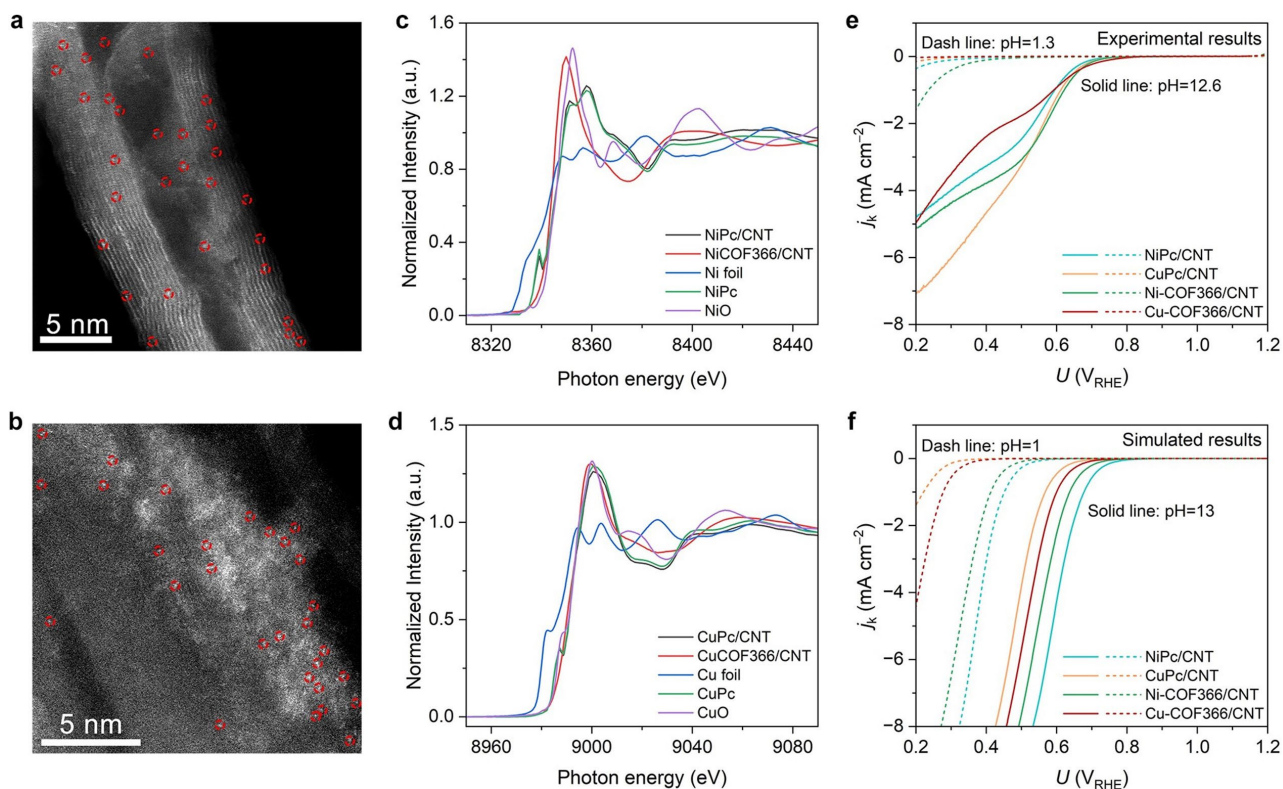 a
5 nm
b
5 nm
c
Normalized Intensity (a.u.)
1.6
1.2
0.8
0.4
0.0
NiPc/CNT
NiCOF366/CNT
Ni foil
NiPc
NiO
8320
8360
8400
8440
Photon energy (eV)
d
Normalized Intensity (a.u.)
1.5
1.0
0.5
0.0
CuPc/CNT
CuCOF366/CNT
Cu foil
CuPc
CuO
8960
9000
9040
9080
Photon energy (eV)
e
Dash line: pH=1.3
Experimental results
Solid line: pH=12.6
jk (mA cm−2)
0
−2
−4
−6
−8
NiPc/CNT
CuPc/CNT
Ni-COF366/CNT
Cu-COF366/CNT
0.2
0.4
0.6
0.8
1.0
1.2
U (VRHE)
f
Dash line: pH=1
Simulated results
Solid line: pH=13
jk (mA cm−2)
0
−2
−4
−6
−8
NiPc/CNT
CuPc/CNT
Ni-COF366/CNT
Cu-COF366/CNT
0.2
0.4
0.6
0.8
1.0
1.2
U (VRHE)